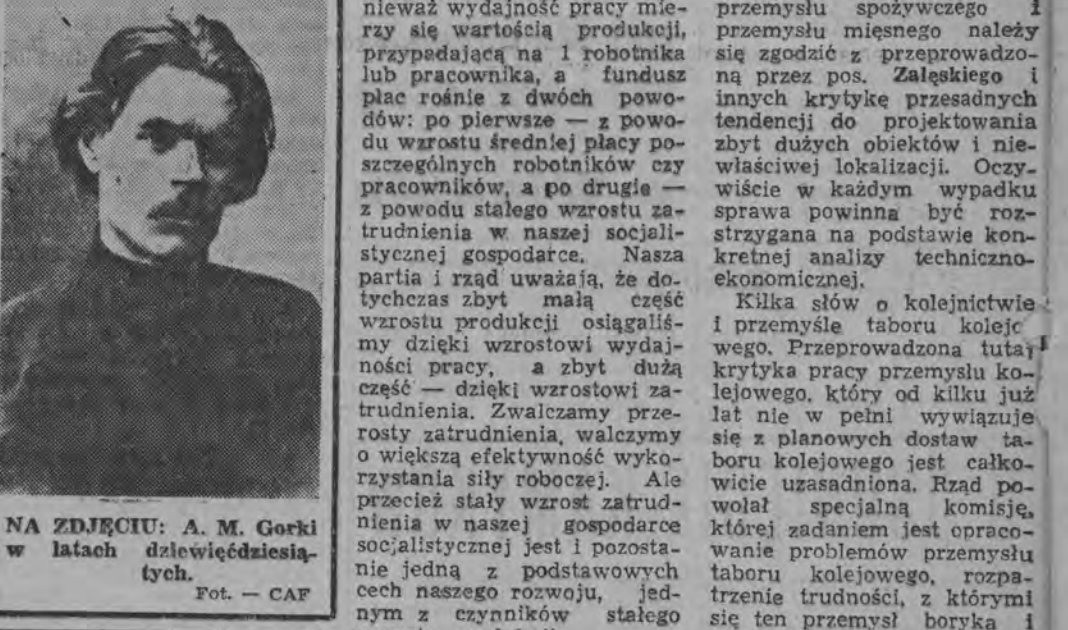 NA ZDJĘCIU: A. M. Gorki
w latach dziewięćdziesią-
tych.
Fot. — CAF
nieważ wydajność pracy mie-
rzy się wartością produkcji,
przypadającą na 1 robotnika
lub pracownika, a fundusz
płac rośnie z dwóch powo-
dów: po pierwsze — z powo-
du wzrostu średniej płacy po-
szczególnych robotników czy
pracowników, a po drugie —
z powodu stałego wzrostu za-
trudnienia w naszej socjali-
stycznej gospodarce. Nasza
partia i rząd uważają, że do-
tychczas zbyt małą część
wzrostu produkcji osiągaliś-
my dzięki wzrostowi wydaj-
ności pracy, a zbyt dużą
część — dzięki wzrostowi za-
trudnienia. Zwalczamy prze-
rosty zatrudnienia, walczymy
o większą efektywność wyko-
rzystania siły roboczej. Ale
przecież stały wzrost zatrud-
nienia w naszej gospodarce
socjalistycznej jest i pozosta-
nie jedną z podstawowych
cech naszego rozwoju, jed-
nym z czynników stałego
przemysłu spożywczego i
przemysłu mięsnego należy
się zgodzić z przeprowadzo-
ną przez pos. Załęskiego i
innych krytykę przesadnych
tendencji do projektowania
zbyt dużych obiektów i nie-
właściwej lokalizacji. Oczy-
wiście w każdym wypadku
sprawa powinna być roz-
strzygana na podstawie kon-
kretnej analizy techniczno-
ekonomicznej.
Kilka słów o kolejnictwie
i przemyśle taboru kolejo
wego. Przeprowadzona tutaj
krytyka pracy przemysłu ko-
lejowego, który od kilku już
lat nie w pełni wywiązuje
się z planowych dostaw ta-
boru kolejowego jest całko-
wicie uzasadniona. Rząd po-
wołał specjalną komisję,
której zadaniem jest opraco-
wanie problemów przemysłu
taboru kolejowego, rozpa-
trzenie trudności, z którymi
się ten przemysł boryka i